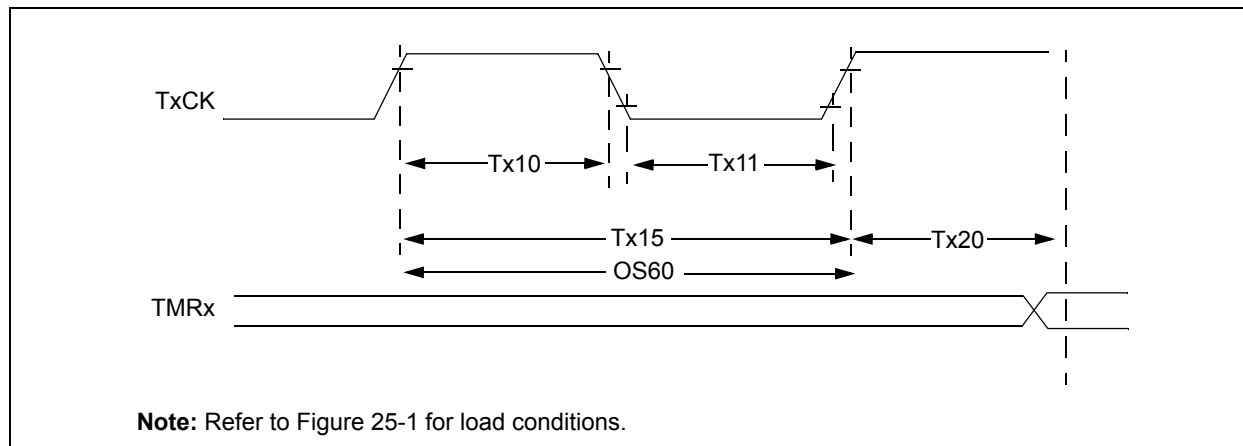 TxCK
Tx10
Tx11
Tx15
Tx20
OS60
TMRx
Note: Refer to Figure 25-1 for load conditions.